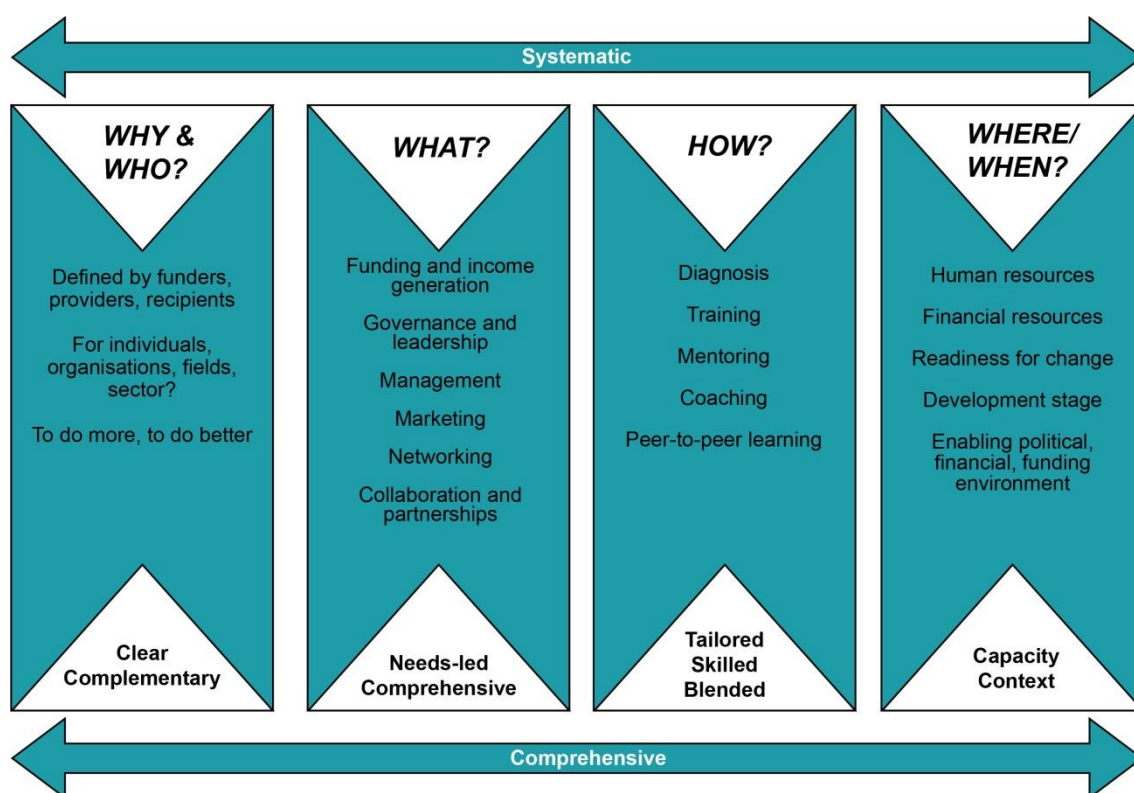 Systematic
WHY &
WHO?
Defined by funders,
providers, recipients
For individuals,
organisations, fields,
sector?
To do more, to do better
Clear
Complementary
WHAT?
Funding and income
generation
Governance and
leadership
Management
Marketing
Networking
Collaboration and
partnerships
Needs-led
Comprehensive
HOW?
Diagnosis
Training
Mentoring
Coaching
Peer-to-peer learning
Tailored
Skilled
Blended
WHERE/
WHEN?
Human resources
Financial resources
Readiness for change
Development stage
Enabling political,
financial, funding
environment
Capacity
Context
Comprehensive